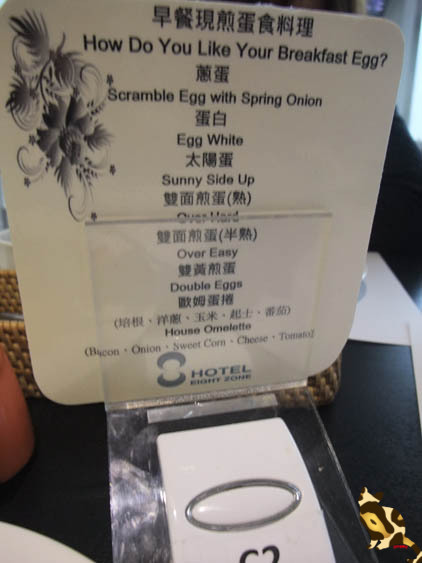 早餐現煎蛋食料理
How Do You Like Your Breakfast Egg?
蔥蛋
Scramble Egg with Spring Onion
蛋白
Egg White
太陽蛋
Sunny Side Up
雙面煎蛋(熟)
Over Hard
雙面煎蛋(半熟)
Over Easy
雙黃煎蛋
Double Eggs
歐姆蛋捲
(培根、洋蔥、玉米、起士、番茄)
House Omelette
(Bacon、Onion、Sweet Corn、Cheese、Tomato)
8 HOTEL
EIGHT ZONE
C2